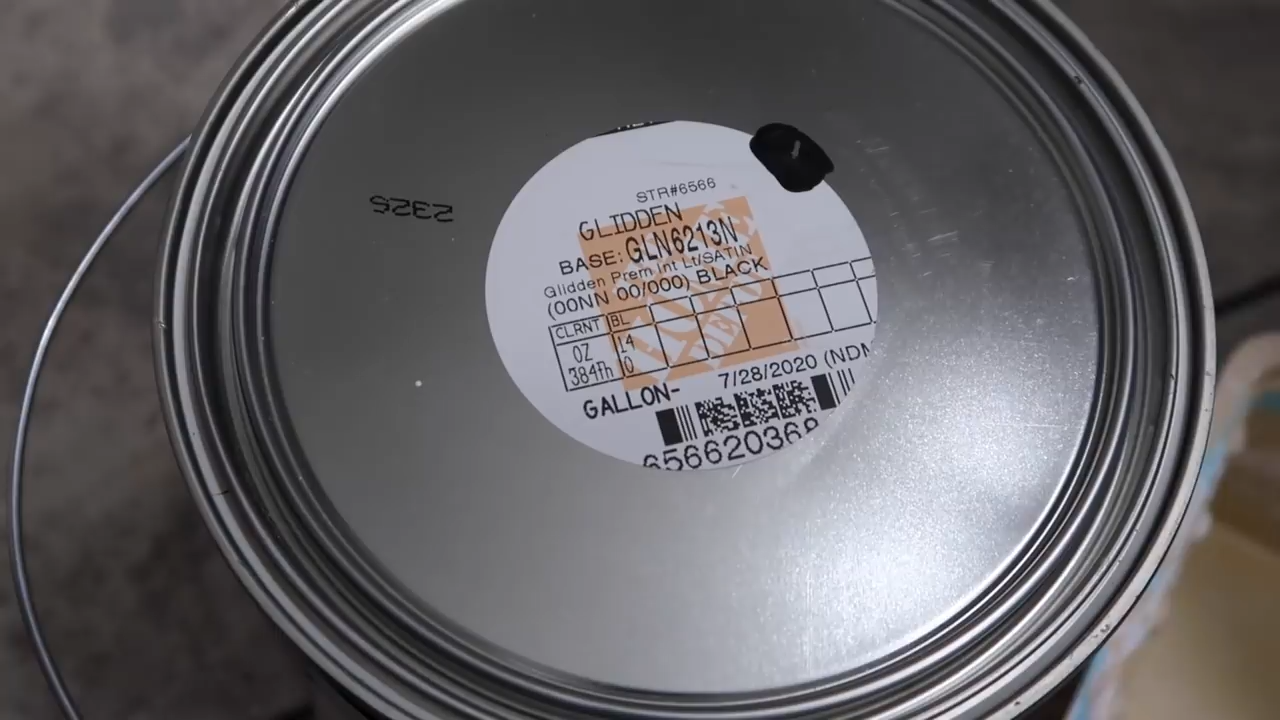 STR#6566
GLIDDEN
BASE: GLN6213N
Glidden Prem Int Lt/SATIN
(00NN 00/000) BLACK
CLRNT BL
OZ 14
384th 0
GALLON- 7/28/2020 (NDM
656620368
2325